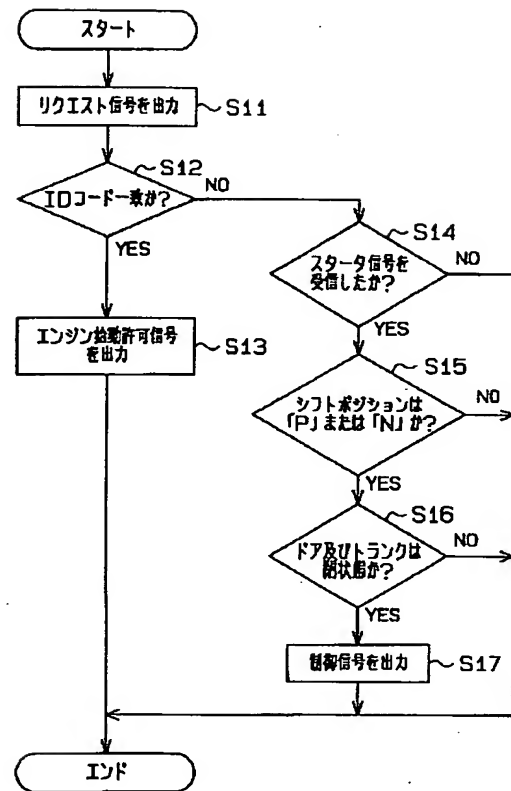 スタート
リクエスト信号を出力
S11
S12
IDコード一致か?
NO
YES
S14
スタータ信号を
受信したか?
NO
YES
エンジン始動許可信号
を出力
S13
S15
シフトポジションは
「P」または「N」か?
NO
YES
S16
ドア及びトランクは
閉状態か?
NO
YES
制御信号を出力
S17
エンド